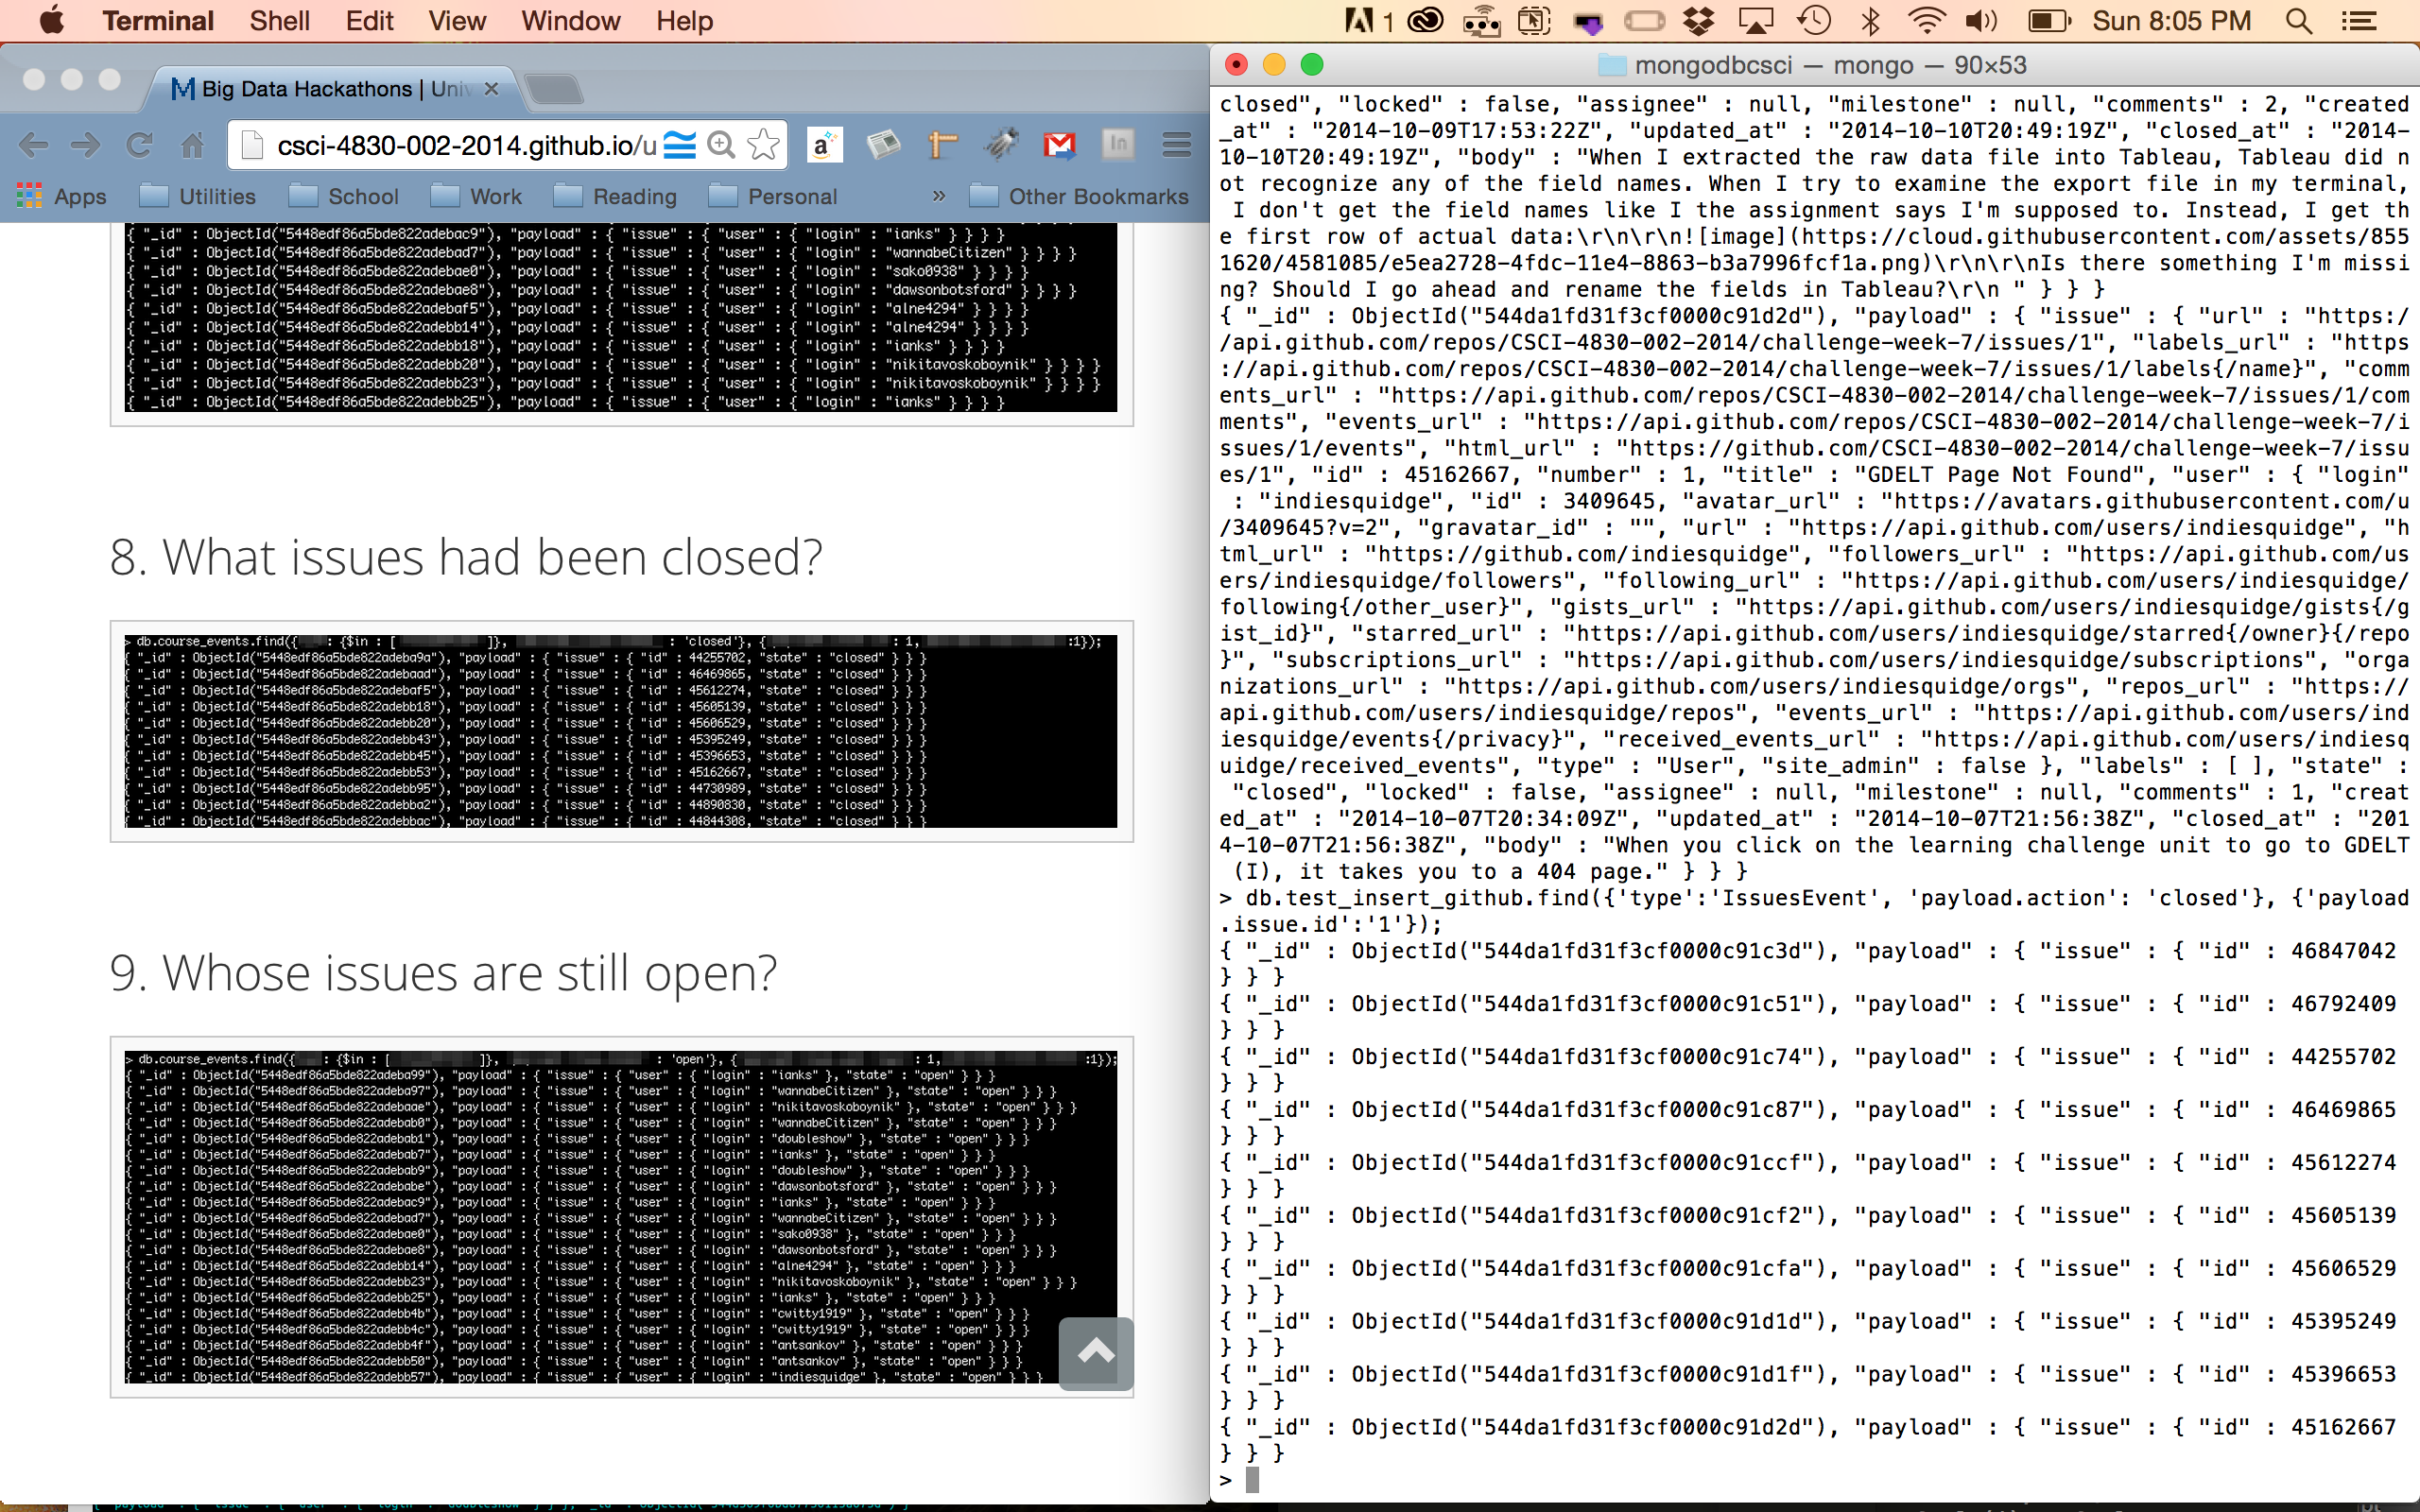 Terminal Shell Edit View Window Help
1
Sun 8:05 PM
Big Data Hackathons | Univ
csci-4830-002-2014.github.io/u
Apps Utilities School Work Reading Personal » Other Bookmarks
{ "_id" : ObjectId("5448edf86a5bde822adebac9"), "payload" : { "issue" : { "user" : { "login" : "ianks" } } } }
{ "_id" : ObjectId("5448edf86a5bde822adebad7"), "payload" : { "issue" : { "user" : { "login" : "wannabeCitizen" } } } }
{ "_id" : ObjectId("5448edf86a5bde822adebae0"), "payload" : { "issue" : { "user" : { "login" : "sako0938" } } } }
{ "_id" : ObjectId("5448edf86a5bde822adebae8"), "payload" : { "issue" : { "user" : { "login" : "dawsonbotsford" } } } }
{ "_id" : ObjectId("5448edf86a5bde822adebaf5"), "payload" : { "issue" : { "user" : { "login" : "alne4294" } } } }
{ "_id" : ObjectId("5448edf86a5bde822adebb14"), "payload" : { "issue" : { "user" : { "login" : "alne4294" } } } }
{ "_id" : ObjectId("5448edf86a5bde822adebb18"), "payload" : { "issue" : { "user" : { "login" : "ianks" } } } }
{ "_id" : ObjectId("5448edf86a5bde822adebb20"), "payload" : { "issue" : { "user" : { "login" : "nikitavoskoboynik" } } } }
{ "_id" : ObjectId("5448edf86a5bde822adebb23"), "payload" : { "issue" : { "user" : { "login" : "nikitavoskoboynik" } } } }
{ "_id" : ObjectId("5448edf86a5bde822adebb25"), "payload" : { "issue" : { "user" : { "login" : "ianks" } } } }
8. What issues had been closed?
> db.course_events.find({ : {$in : [ ]}, : 'closed'}, { : 1, :1});
{ "_id" : ObjectId("5448edf86a5bde822adeba9a"), "payload" : { "issue" : { "id" : 44255702, "state" : "closed" } } }
{ "_id" : ObjectId("5448edf86a5bde822adebaad"), "payload" : { "issue" : { "id" : 46469865, "state" : "closed" } } }
{ "_id" : ObjectId("5448edf86a5bde822adebaf5"), "payload" : { "issue" : { "id" : 45612274, "state" : "closed" } } }
{ "_id" : ObjectId("5448edf86a5bde822adebb18"), "payload" : { "issue" : { "id" : 45605139, "state" : "closed" } } }
{ "_id" : ObjectId("5448edf86a5bde822adebb20"), "payload" : { "issue" : { "id" : 45606529, "state" : "closed" } } }
{ "_id" : ObjectId("5448edf86a5bde822adebb43"), "payload" : { "issue" : { "id" : 45395249, "state" : "closed" } } }
{ "_id" : ObjectId("5448edf86a5bde822adebb45"), "payload" : { "issue" : { "id" : 45396653, "state" : "closed" } } }
{ "_id" : ObjectId("5448edf86a5bde822adebb53"), "payload" : { "issue" : { "id" : 45162667, "state" : "closed" } } }
{ "_id" : ObjectId("5448edf86a5bde822adebb95"), "payload" : { "issue" : { "id" : 44730989, "state" : "closed" } } }
{ "_id" : ObjectId("5448edf86a5bde822adebba2"), "payload" : { "issue" : { "id" : 44890830, "state" : "closed" } } }
{ "_id" : ObjectId("5448edf86a5bde822adebbac"), "payload" : { "issue" : { "id" : 44844308, "state" : "closed" } } }
9. Whose issues are still open?
> db.course_events.find({ : {$in : [ ]}, : 'open'}, { : 1, :1});
{ "_id" : ObjectId("5448edf86a5bde822adeba99"), "payload" : { "issue" : { "user" : { "login" : "ianks" }, "state" : "open" } } }
{ "_id" : ObjectId("5448edf86a5bde822adeba97"), "payload" : { "issue" : { "user" : { "login" : "wannabeCitizen" }, "state" : "open" } } }
{ "_id" : ObjectId("5448edf86a5bde822adebaae"), "payload" : { "issue" : { "user" : { "login" : "nikitavoskoboynik" }, "state" : "open" } } }
{ "_id" : ObjectId("5448edf86a5bde822adebab0"), "payload" : { "issue" : { "user" : { "login" : "wannabeCitizen" }, "state" : "open" } } }
{ "_id" : ObjectId("5448edf86a5bde822adebab1"), "payload" : { "issue" : { "user" : { "login" : "doubleshow" }, "state" : "open" } } }
{ "_id" : ObjectId("5448edf86a5bde822adebab7"), "payload" : { "issue" : { "user" : { "login" : "ianks" }, "state" : "open" } } }
{ "_id" : ObjectId("5448edf86a5bde822adebab9"), "payload" : { "issue" : { "user" : { "login" : "doubleshow" }, "state" : "open" } } }
{ "_id" : ObjectId("5448edf86a5bde822adebabe"), "payload" : { "issue" : { "user" : { "login" : "dawsonbotsford" }, "state" : "open" } } }
{ "_id" : ObjectId("5448edf86a5bde822adebac9"), "payload" : { "issue" : { "user" : { "login" : "ianks" }, "state" : "open" } } }
{ "_id" : ObjectId("5448edf86a5bde822adebad7"), "payload" : { "issue" : { "user" : { "login" : "wannabeCitizen" }, "state" : "open" } } }
{ "_id" : ObjectId("5448edf86a5bde822adebae0"), "payload" : { "issue" : { "user" : { "login" : "sako0938" }, "state" : "open" } } }
{ "_id" : ObjectId("5448edf86a5bde822adebae8"), "payload" : { "issue" : { "user" : { "login" : "dawsonbotsford" }, "state" : "open" } } }
{ "_id" : ObjectId("5448edf86a5bde822adebb14"), "payload" : { "issue" : { "user" : { "login" : "alne4294" }, "state" : "open" } } }
{ "_id" : ObjectId("5448edf86a5bde822adebb23"), "payload" : { "issue" : { "user" : { "login" : "nikitavoskoboynik" }, "state" : "open" } } }
{ "_id" : ObjectId("5448edf86a5bde822adebb25"), "payload" : { "issue" : { "user" : { "login" : "ianks" }, "state" : "open" } } }
{ "_id" : ObjectId("5448edf86a5bde822adebb4b"), "payload" : { "issue" : { "user" : { "login" : "cwitty1919" }, "state" : "open" } } }
{ "_id" : ObjectId("5448edf86a5bde822adebb4c"), "payload" : { "issue" : { "user" : { "login" : "cwitty1919" }, "state" : "open" } } }
{ "_id" : ObjectId("5448edf86a5bde822adebb4f"), "payload" : { "issue" : { "user" : { "login" : "antsankov" }, "state" : "open" } } }
{ "_id" : ObjectId("5448edf86a5bde822adebb50"), "payload" : { "issue" : { "user" : { "login" : "antsankov" }, "state" : "open" } } }
{ "_id" : ObjectId("5448edf86a5bde822adebb57"), "payload" : { "issue" : { "user" : { "login" : "indiesquidge" }, "state" : "open" } } }
mongodbcsci — mongo — 90×53
closed", "locked" : false, "assignee" : null, "milestone" : null, "comments" : 2, "created
_at" : "2014-10-09T17:53:22Z", "updated_at" : "2014-10-10T20:49:19Z", "closed_at" : "2014-
10-10T20:49:19Z", "body" : "When I extracted the raw data file into Tableau, Tableau did n
ot recognize any of the field names. When I try to examine the export file in my terminal,
I don't get the field names like I the assignment says I'm supposed to. Instead, I get th
e first row of actual data:\r\n\r\n![image](https://cloud.githubusercontent.com/assets/855
1620/4581085/e5ea2728-4fdc-11e4-8863-b3a7996fcf1a.png)\r\n\r\nIs there something I'm missi
ng? Should I go ahead and rename the fields in Tableau?\r\n " } } }
{ "_id" : ObjectId("544da1fd31f3cf0000c91d2d"), "payload" : { "issue" : { "url" : "https:/
/api.github.com/repos/CSCI-4830-002-2014/challenge-week-7/issues/1", "labels_url" : "https
://api.github.com/repos/CSCI-4830-002-2014/challenge-week-7/issues/1/labels{/name}", "comm
ents_url" : "https://api.github.com/repos/CSCI-4830-002-2014/challenge-week-7/issues/1/com
ments", "events_url" : "https://api.github.com/repos/CSCI-4830-002-2014/challenge-week-7/i
ssues/1/events", "html_url" : "https://github.com/CSCI-4830-002-2014/challenge-week-7/issu
es/1", "id" : 45162667, "number" : 1, "title" : "GDELT Page Not Found", "user" : { "login"
: "indiesquidge", "id" : 3409645, "avatar_url" : "https://avatars.githubusercontent.com/u
/3409645?v=2", "gravatar_id" : "", "url" : "https://api.github.com/users/indiesquidge", "h
tml_url" : "https://github.com/indiesquidge", "followers_url" : "https://api.github.com/us
ers/indiesquidge/followers", "following_url" : "https://api.github.com/users/indiesquidge/
following{/other_user}", "gists_url" : "https://api.github.com/users/indiesquidge/gists{/g
ist_id}", "starred_url" : "https://api.github.com/users/indiesquidge/starred{/owner}{/repo
}", "subscriptions_url" : "https://api.github.com/users/indiesquidge/subscriptions", "orga
nizations_url" : "https://api.github.com/users/indiesquidge/orgs", "repos_url" : "https://
api.github.com/users/indiesquidge/repos", "events_url" : "https://api.github.com/users/ind
iesquidge/events{/privacy}", "received_events_url" : "https://api.github.com/users/indiesq
uidge/received_events", "type" : "User", "site_admin" : false }, "labels" : [ ], "state" :
"closed", "locked" : false, "assignee" : null, "milestone" : null, "comments" : 1, "creat
ed_at" : "2014-10-07T20:34:09Z", "updated_at" : "2014-10-07T21:56:38Z", "closed_at" : "201
4-10-07T21:56:38Z", "body" : "When you click on the learning challenge unit to go to GDELT
(I), it takes you to a 404 page." } } }
> db.test_insert_github.find({'type':'IssuesEvent', 'payload.action': 'closed'}, {'payload
.issue.id':'1'});
{ "_id" : ObjectId("544da1fd31f3cf0000c91c3d"), "payload" : { "issue" : { "id" : 46847042
} } }
{ "_id" : ObjectId("544da1fd31f3cf0000c91c51"), "payload" : { "issue" : { "id" : 46792409
} } }
{ "_id" : ObjectId("544da1fd31f3cf0000c91c74"), "payload" : { "issue" : { "id" : 44255702
} } }
{ "_id" : ObjectId("544da1fd31f3cf0000c91c87"), "payload" : { "issue" : { "id" : 46469865
} } }
{ "_id" : ObjectId("544da1fd31f3cf0000c91ccf"), "payload" : { "issue" : { "id" : 45612274
} } }
{ "_id" : ObjectId("544da1fd31f3cf0000c91cf2"), "payload" : { "issue" : { "id" : 45605139
} } }
{ "_id" : ObjectId("544da1fd31f3cf0000c91cfa"), "payload" : { "issue" : { "id" : 45606529
} } }
{ "_id" : ObjectId("544da1fd31f3cf0000c91d1d"), "payload" : { "issue" : { "id" : 45395249
} } }
{ "_id" : ObjectId("544da1fd31f3cf0000c91d1f"), "payload" : { "issue" : { "id" : 45396653
} } }
{ "_id" : ObjectId("544da1fd31f3cf0000c91d2d"), "payload" : { "issue" : { "id" : 45162667
} } }
>